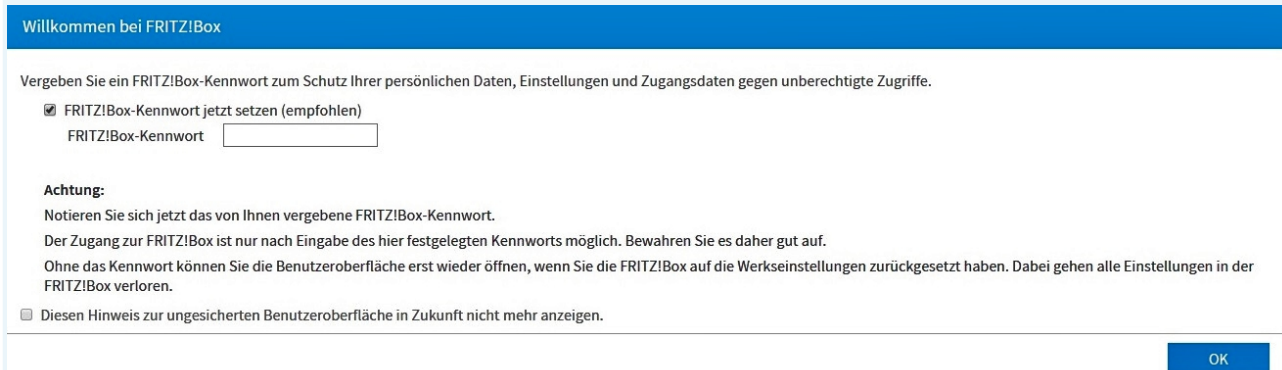 Willkommen bei FRITZ!Box
Vergeben Sie ein FRITZ!Box-Kennwort zum Schutz Ihrer persönlichen Daten, Einstellungen und Zugangsdaten gegen unberechtigte Zugriffe.
FRITZ!Box-Kennwort jetzt setzen (empfohlen)
FRITZ!Box-Kennwort
Achtung:
Notieren Sie sich jetzt das von Ihnen vergebene FRITZ!Box-Kennwort.
Der Zugang zur FRITZ!Box ist nur nach Eingabe des hier festgelegten Kennworts möglich. Bewahren Sie es daher gut auf.
Ohne das Kennwort können Sie die Benutzeroberfläche erst wieder öffnen, wenn Sie die FRITZ!Box auf die Werkseinstellungen zurückgesetzt haben. Dabei gehen alle Einstellungen in der
FRITZ!Box verloren.
Diesen Hinweis zur ungesicherten Benutzeroberfläche in Zukunft nicht mehr anzeigen.
OK